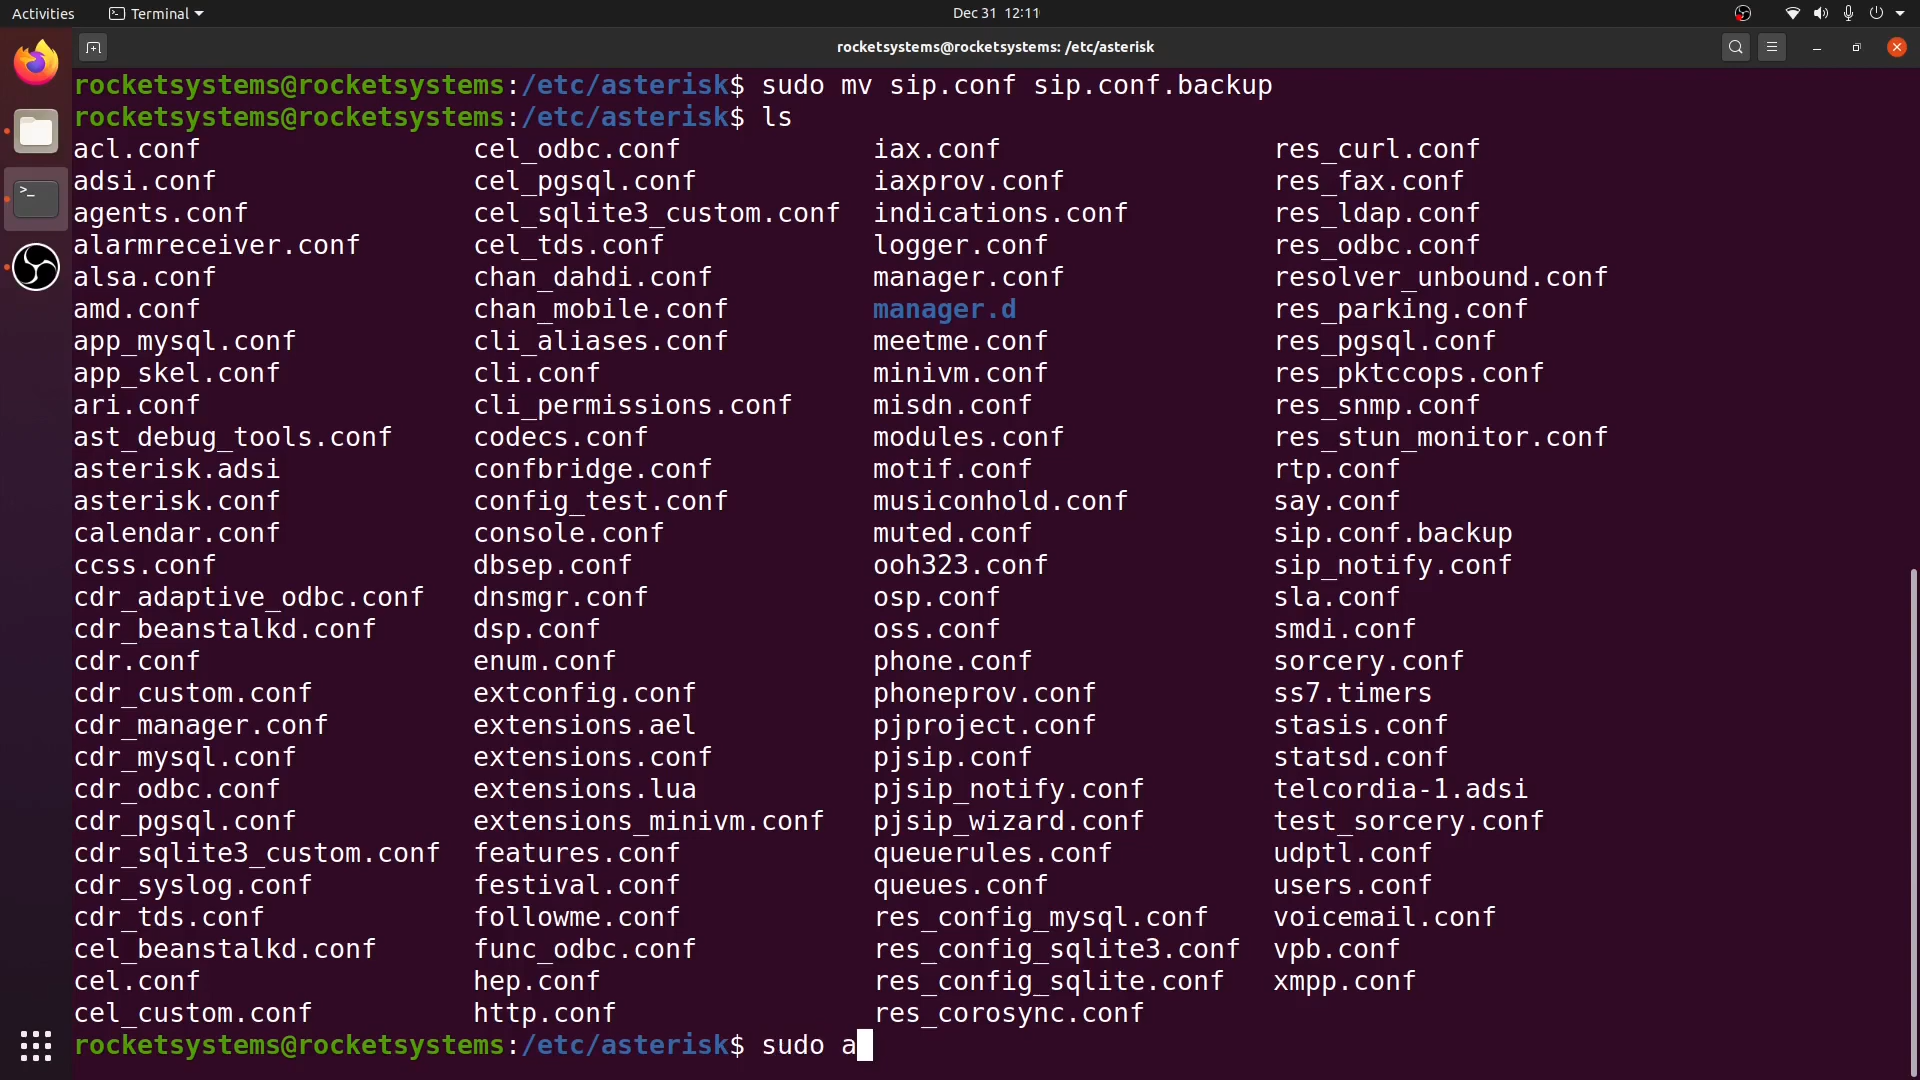 Activities Terminal Dec 31 12:11
rocketsystems@rocketsystems: /etc/asterisk
rocketsystems@rocketsystems:/etc/asterisk$ sudo mv sip.conf sip.conf.backup
rocketsystems@rocketsystems:/etc/asterisk$ ls
acl.conf cel_odbc.conf iax.conf res_curl.conf
adsi.conf cel_pgsql.conf iaxprov.conf res_fax.conf
agents.conf cel_sqlite3_custom.conf indications.conf res_ldap.conf
alarmreceiver.conf cel_tds.conf logger.conf res_odbc.conf
alsa.conf chan_dahdi.conf manager.conf resolver_unbound.conf
amd.conf chan_mobile.conf manager.d res_parking.conf
app_mysql.conf cli_aliases.conf meetme.conf res_pgsql.conf
app_skel.conf cli.conf minivm.conf res_pktccops.conf
ari.conf cli_permissions.conf misdn.conf res_snmp.conf
ast_debug_tools.conf codecs.conf modules.conf res_stun_monitor.conf
asterisk.adsi confbridge.conf motif.conf rtp.conf
asterisk.conf config_test.conf musiconhold.conf say.conf
calendar.conf console.conf muted.conf sip.conf.backup
ccss.conf dbsep.conf ooh323.conf sip_notify.conf
cdr_adaptive_odbc.conf dnsmgr.conf osp.conf sla.conf
cdr_beanstalkd.conf dsp.conf oss.conf smdi.conf
cdr.conf enum.conf phone.conf sorcery.conf
cdr_custom.conf extconfig.conf phoneprov.conf ss7.timers
cdr_manager.conf extensions.ael pjproject.conf stasis.conf
cdr_mysql.conf extensions.conf pjsip.conf statsd.conf
cdr_odbc.conf extensions.lua pjsip_notify.conf telcordia-1.adsi
cdr_pgsql.conf extensions_minivm.conf pjsip_wizard.conf test_sorcery.conf
cdr_sqlite3_custom.conf features.conf queuerules.conf udptl.conf
cdr_syslog.conf festival.conf queues.conf users.conf
cdr_tds.conf followme.conf res_config_mysql.conf voicemail.conf
cel_beanstalkd.conf func_odbc.conf res_config_sqlite3.conf vpb.conf
cel.conf hep.conf res_config_sqlite.conf xmpp.conf
cel_custom.conf http.conf res_corosync.conf
rocketsystems@rocketsystems:/etc/asterisk$ sudo a